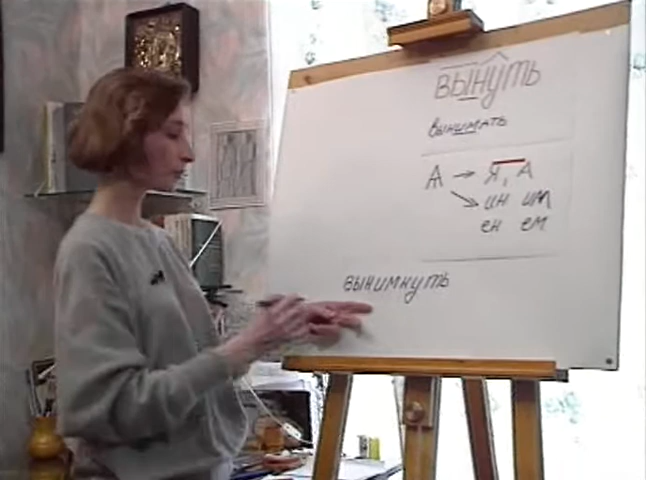 вынуть
вынимать
Ѧ → Я, А
ин им
ен ем
вынимнуть